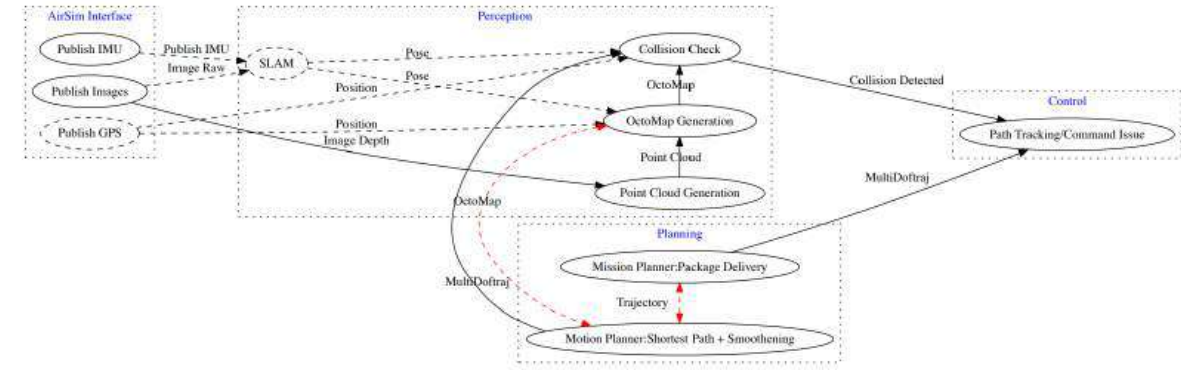 AirSim Interface
Publish IMU
Publish Images
Publish GPS
Publish IMU
Image Raw
Perception
SLAM
Pose
Pose
Position
Position
Image Depth
Collision Check
OctoMap
OctoMap Generation
Point Cloud
Point Cloud Generation
OctoMap
MultiDoftraj
Planning
Mission Planner:Package Delivery
Trajectory
Motion Planner:Shortest Path + Smoothening
Collision Detected
MultiDoftraj
Control
Path Tracking/Command Issue